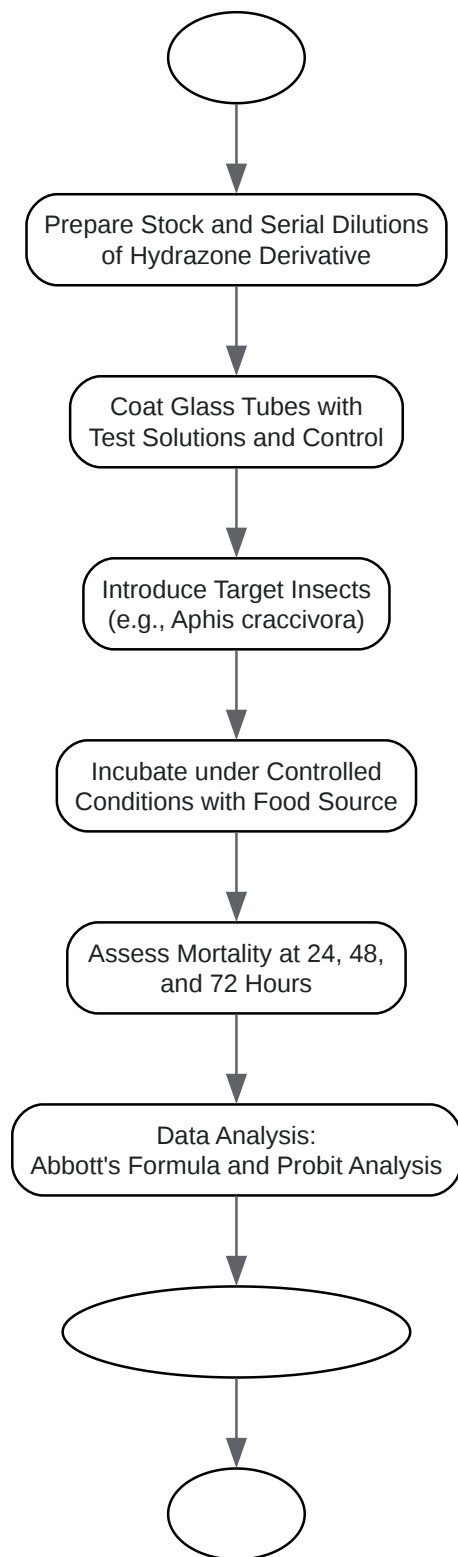 Prepare Stock and Serial Dilutions
of Hydrazone Derivative
Coat Glass Tubes with
Test Solutions and Control
Introduce Target Insects
(e.g., Aphis craccivora)
Incubate under Controlled
Conditions with Food Source
Assess Mortality at 24, 48,
and 72 Hours
Data Analysis:
Abbott's Formula and Probit Analysis